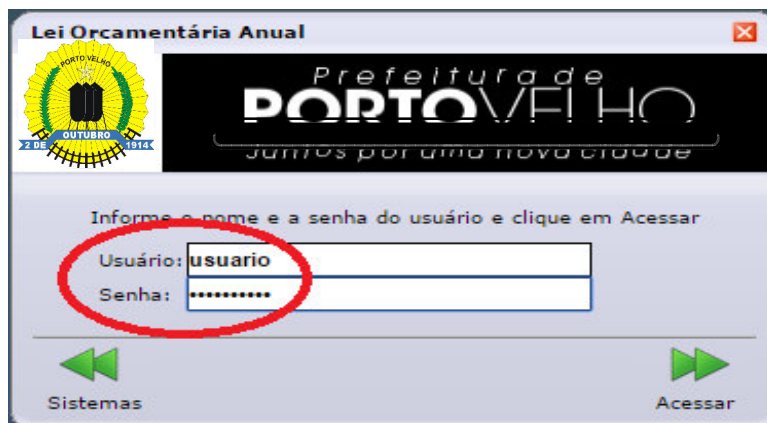 Lei Orçamentária Anual
PORTO VELHO
OUTUBRO
2 DE 1914
Prefeitura de
PORTOVELHO
Juntos por uma nova cidade
Informe o nome e a senha do usuário e clique em Acessar
Usuário: usuario
Senha: ••••••••••
Sistemas
Acessar